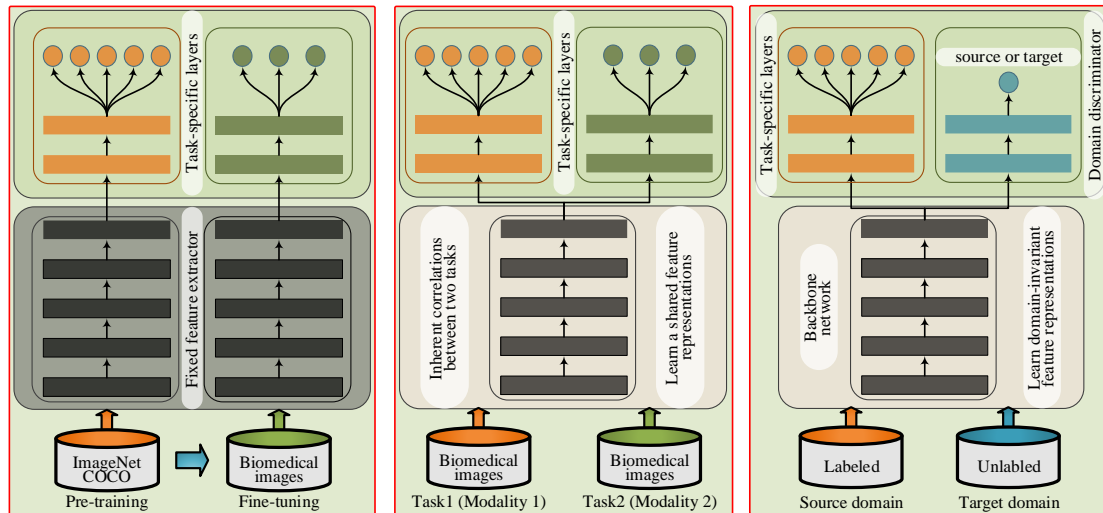 Task-specific layers
Fixed feature extractor
ImageNet
COCO
Biomedical
images
Pre-training
Fine-tuning
Task-specific layers
Inherent correlations
between two tasks
Learn a shared feature
representations
Biomedical
images
Biomedical
images
Task1 (Modality 1)
Task2 (Modality 2)
Task-specific layers
source or target
Domain discriminator
Backbone
network
Learn domain-invariant
feature representations
Labeled
Unlabled
Source domain
Target domain